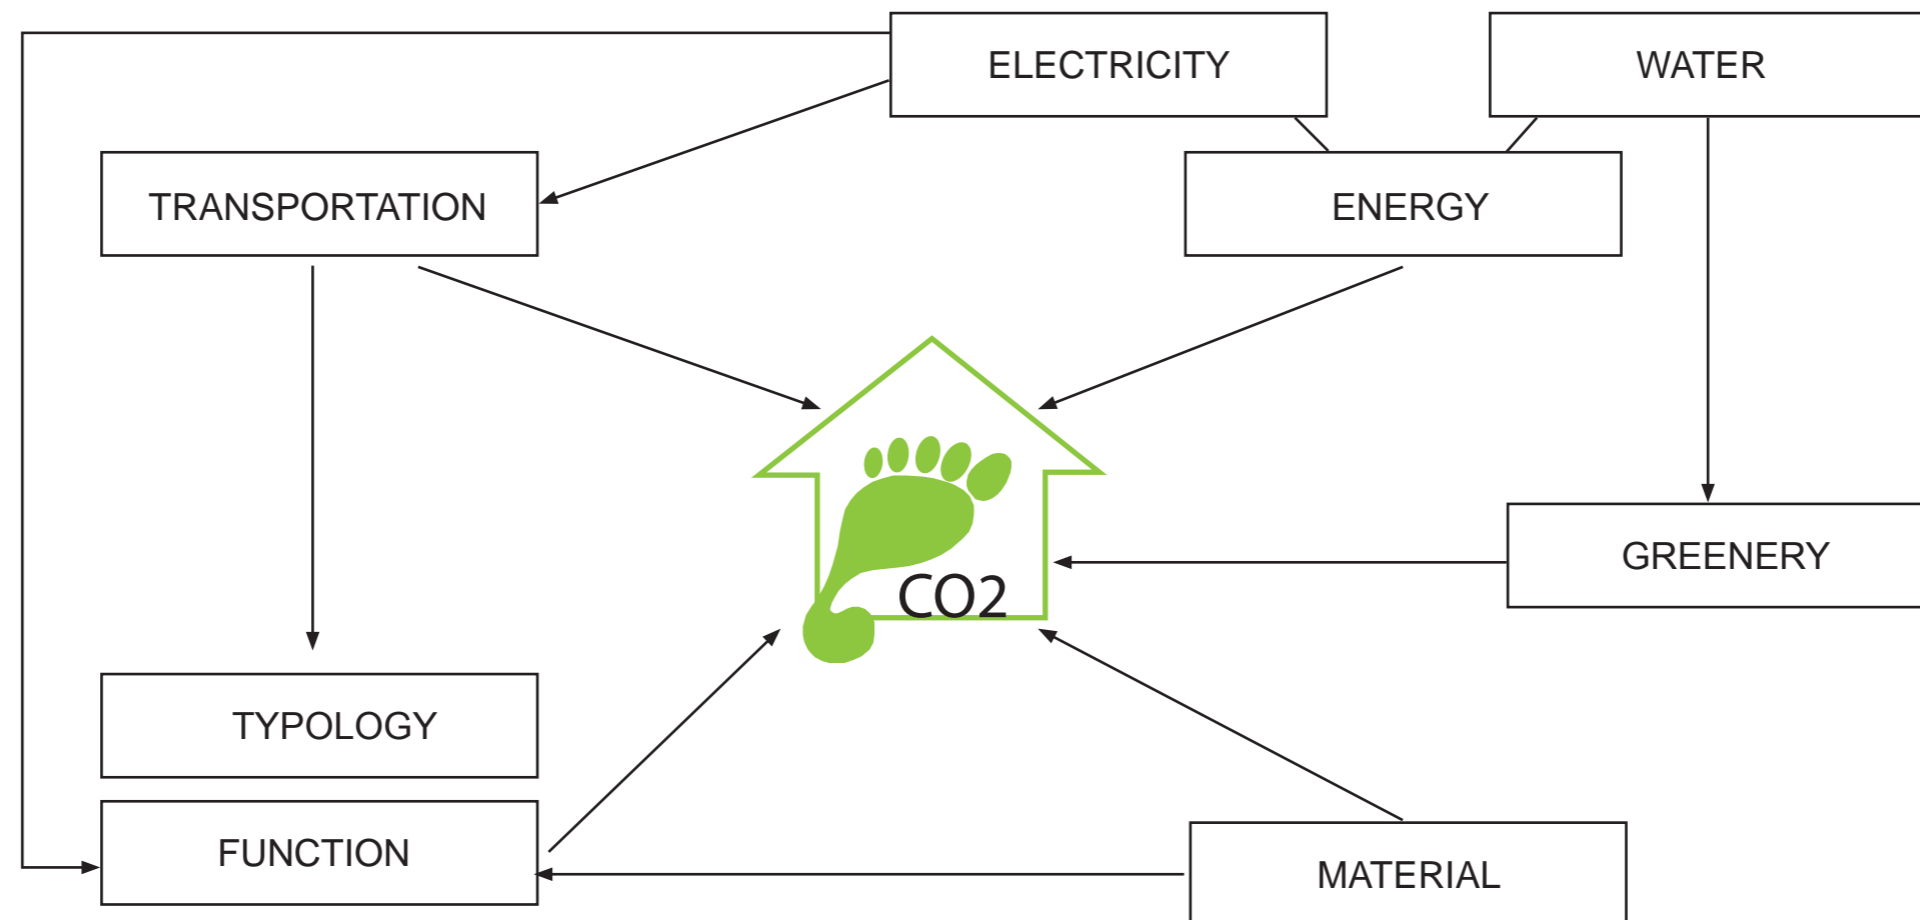 ELECTRICITY
WATER
TRANSPORTATION
ENERGY
GREENERY
CO2
TYPOLOGY
FUNCTION
MATERIAL